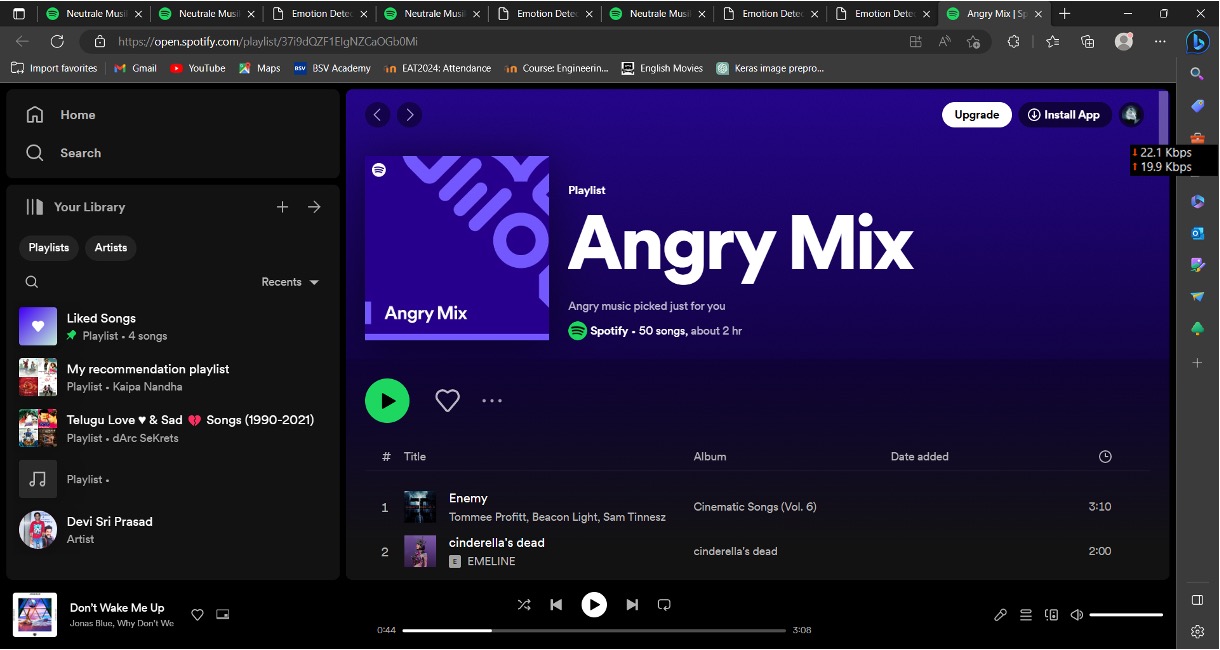 Neutrale Musi
Neutrale Musi
Emotion Detec
Neutrale Musi
Emotion Detec
Neutrale Musi
Emotion Detec
Emotion Detec
Angry Mix | Sp
https://open.spotify.com/playlist/37i9dQZF1EIgNZCaOGb0Mi
Import favorites
Gmail
YouTube
Maps
BSV Academy
EAT2024: Attendance
Course: Engineerin...
English Movies
Keras image prepro...
Home
Search
Your Library
Playlists
Artists
Recents
Liked Songs
Playlist • 4 songs
My recommendation playlist
Playlist • Kaipa Nandha
Telugu Love ♥ & Sad 💔 Songs (1990-2021)
Playlist • dArc SeKrets
Playlist •
Devi Sri Prasad
Artist
Upgrade
Install App
22.1 Kbps
19.9 Kbps
Angry Mix
Playlist
Angry Mix
Angry music picked just for you
Spotify • 50 songs, about 2 hr
# Title Album Date added
1 Enemy Cinematic Songs (Vol. 6) 3:10
Tommee Profitt, Beacon Light, Sam Tinnesz
2 cinderella's dead cinderella's dead 2:00
E EMELINE
Don't Wake Me Up
Jonas Blue, Why Don't We
0:44
3:08